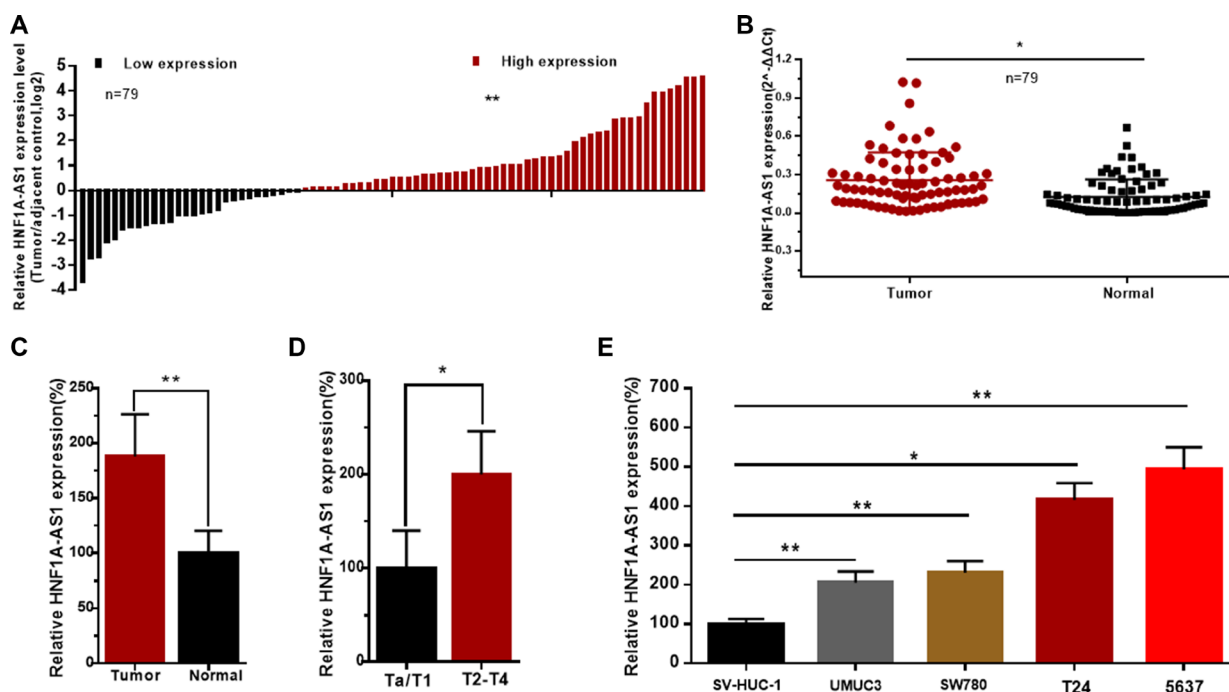 A
Relative HNF1A-AS1 expression level
(Tumor/adjacent control,log2)
5
4
3
2
1
0
-1
-2
-3
-4
Low expression
High expression
n=79
**
B
Relative HNF1A-AS1 expression(2^-ΔΔCt)
1.2
0.9
0.6
0.3
0.0
0.3
*
n=79
Tumor
Normal
C
Relative HNF1A-AS1 expression(%)
250
200
150
100
50
0
**
Tumor
Normal
D
Relative HNF1A-AS1 expression(%)
300
200
100
0
*
Ta/T1
T2-T4
E
Relative HNF1A-AS1 expression(%)
700
600
500
400
300
200
100
0
**
*
**
**
SV-HUC-1
UMUC3
SW780
T24
5637